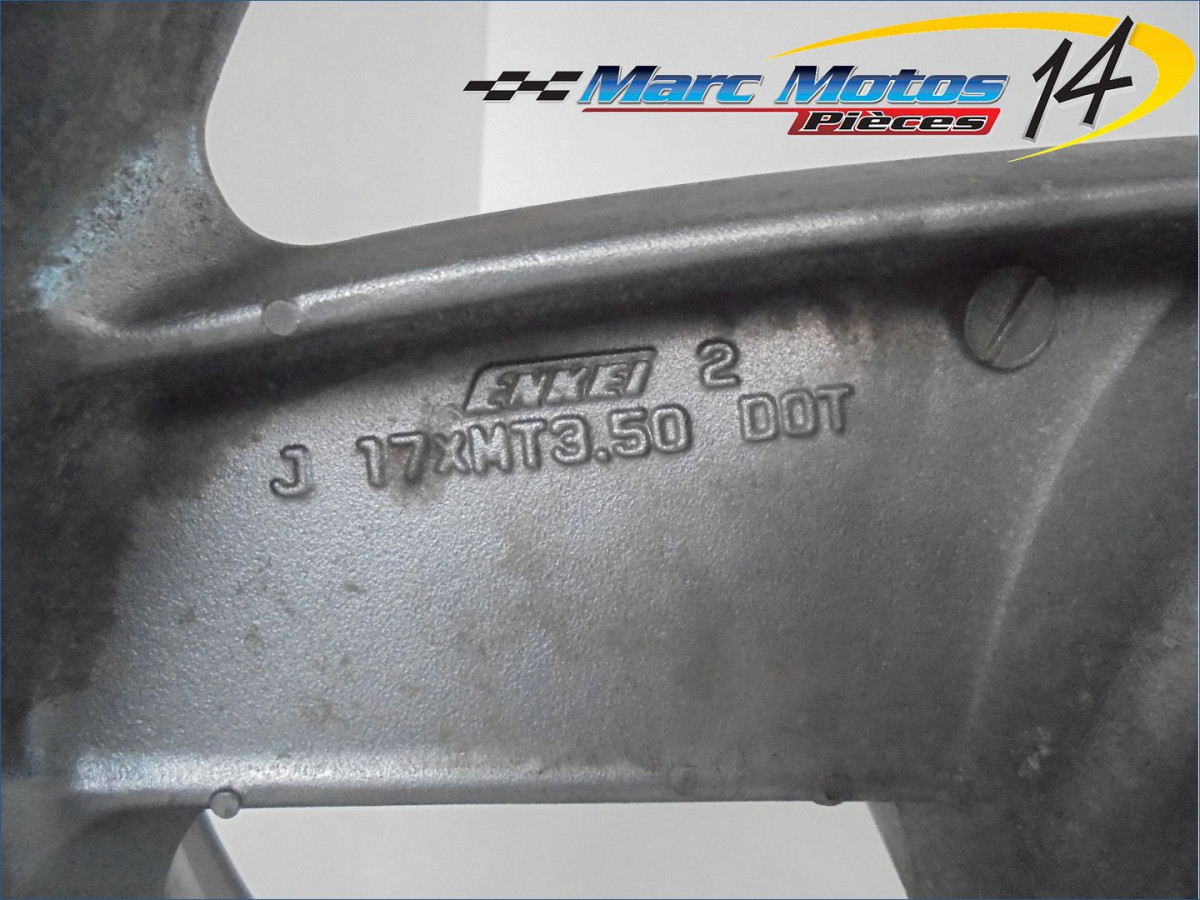 Marc Motos 14
Pièces
ENKEI 2
J 17xMT3.50 DOT